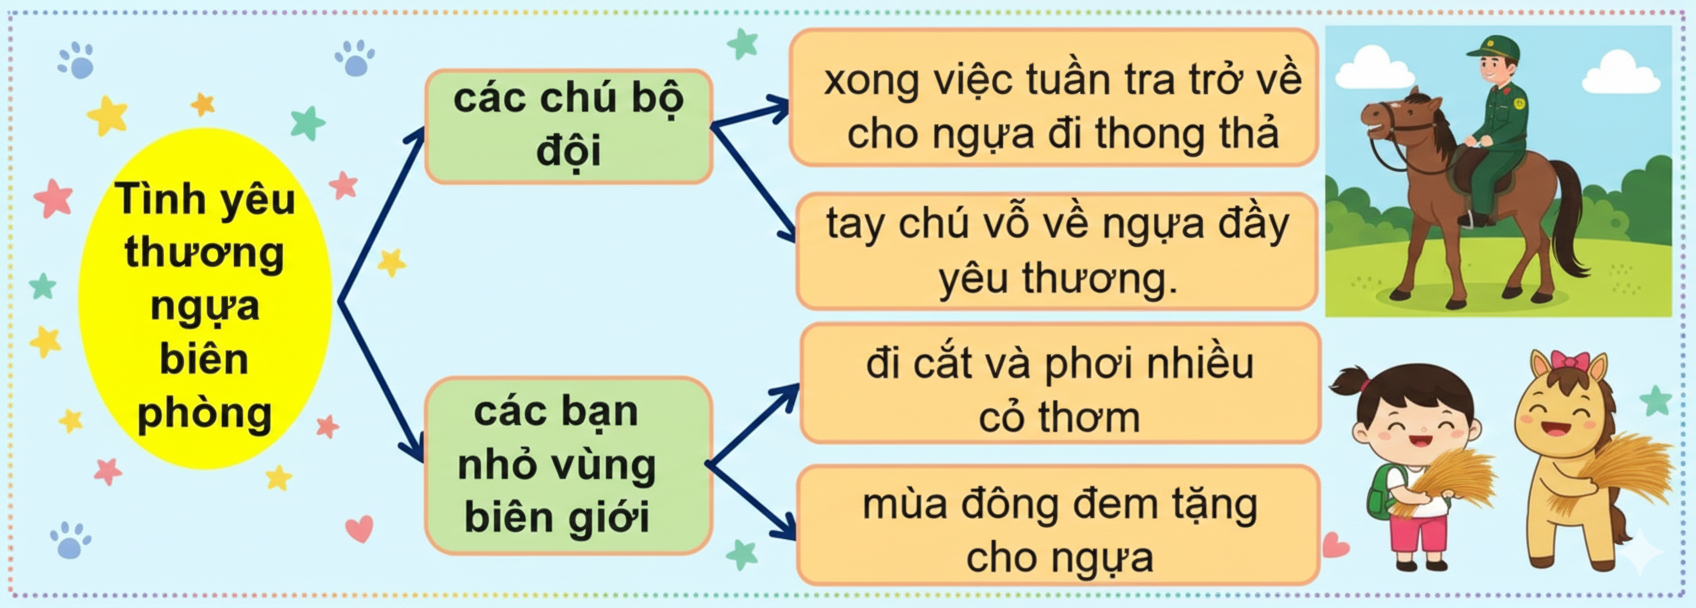 Tình yêu
thương
ngựa
biên
phòng
các chú bộ
đội
xong việc tuần tra trở về
cho ngựa đi thong thả
tay chú vỗ về ngựa đầy
yêu thương.
các bạn
nhỏ vùng
biên giới
đi cắt và phơi nhiều
cỏ thơm
mùa đông đem tặng
cho ngựa